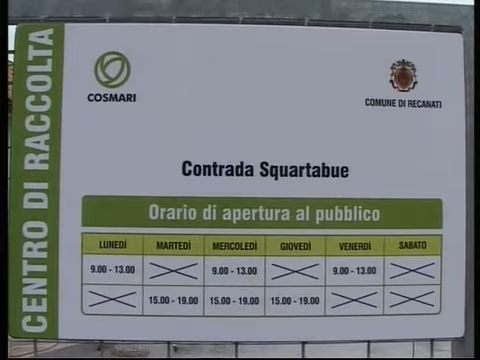 CENTRO DI RACCOLTA
COSMARI
COMUNE DI RECANATI
Contrada Squartabue
Orario di apertura al pubblico
LUNEDÌ MARTEDÌ MERCOLEDÌ GIOVEDÌ VENERDÌ SABATO
9.00 - 13.00 9.00 - 13.00 9.00 - 13.00
15.00 - 19.00 15.00 - 19.00 15.00 - 19.00